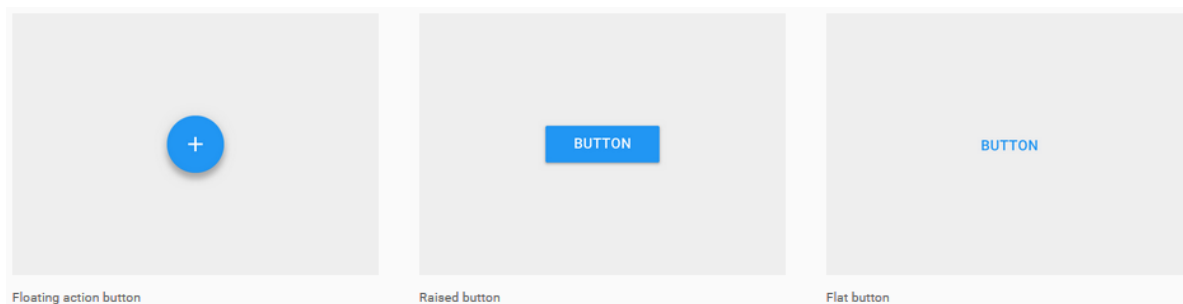 +
BUTTON
BUTTON
Floating action button
Raised button
Flat button